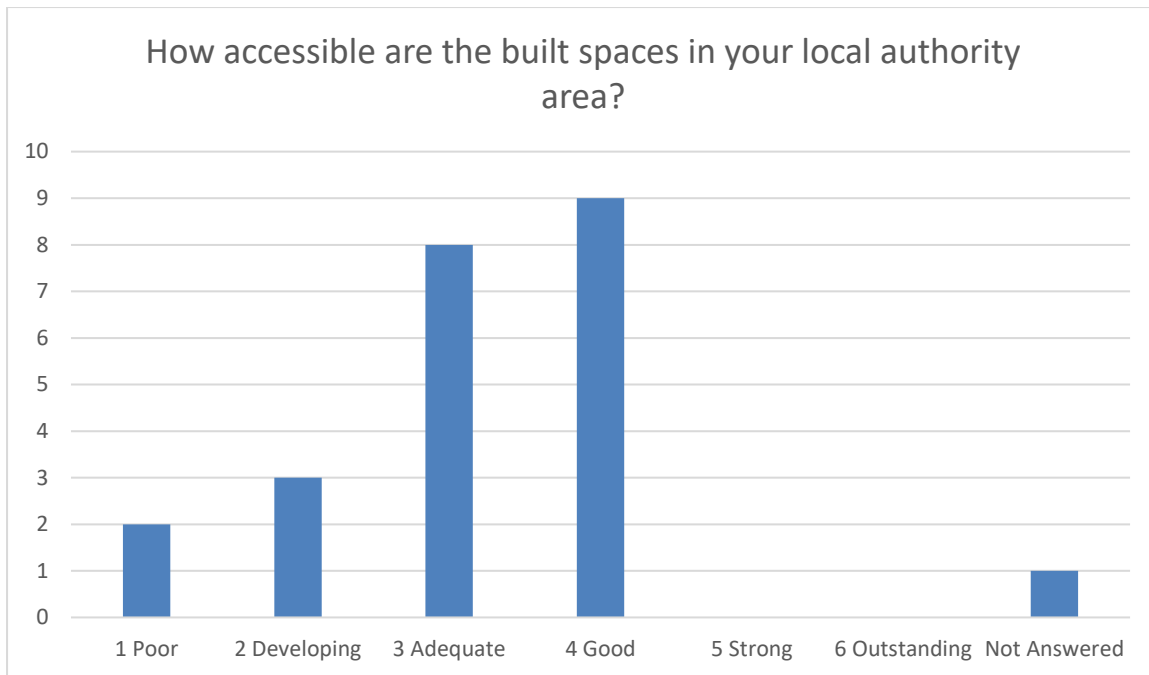 How accessible are the built spaces in your local authority
area?
10
9
8
7
6
5
4
3
2
1
0
1 Poor
2 Developing
3 Adequate
4 Good
5 Strong
6 Outstanding
Not Answered